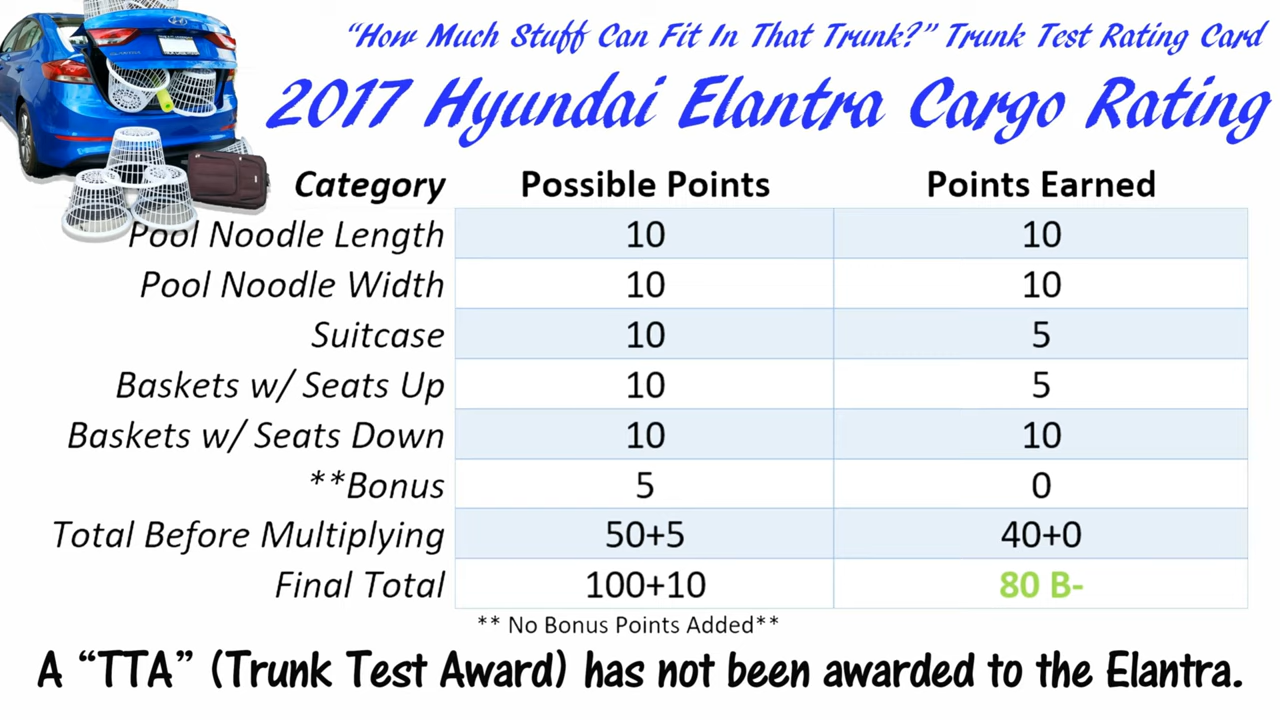 “How Much Stuff Can Fit In That Trunk?” Trunk Test Rating Card
2017 Hyundai Elantra Cargo Rating
Category Possible Points Points Earned
Pool Noodle Length 10 10
Pool Noodle Width 10 10
Suitcase 10 5
Baskets w/ Seats Up 10 5
Baskets w/ Seats Down 10 10
**Bonus 5 0
Total Before Multiplying 50+5 40+0
Final Total 100+10 80 B-
** No Bonus Points Added**
A “TTA” (Trunk Test Award) has not been awarded to the Elantra.